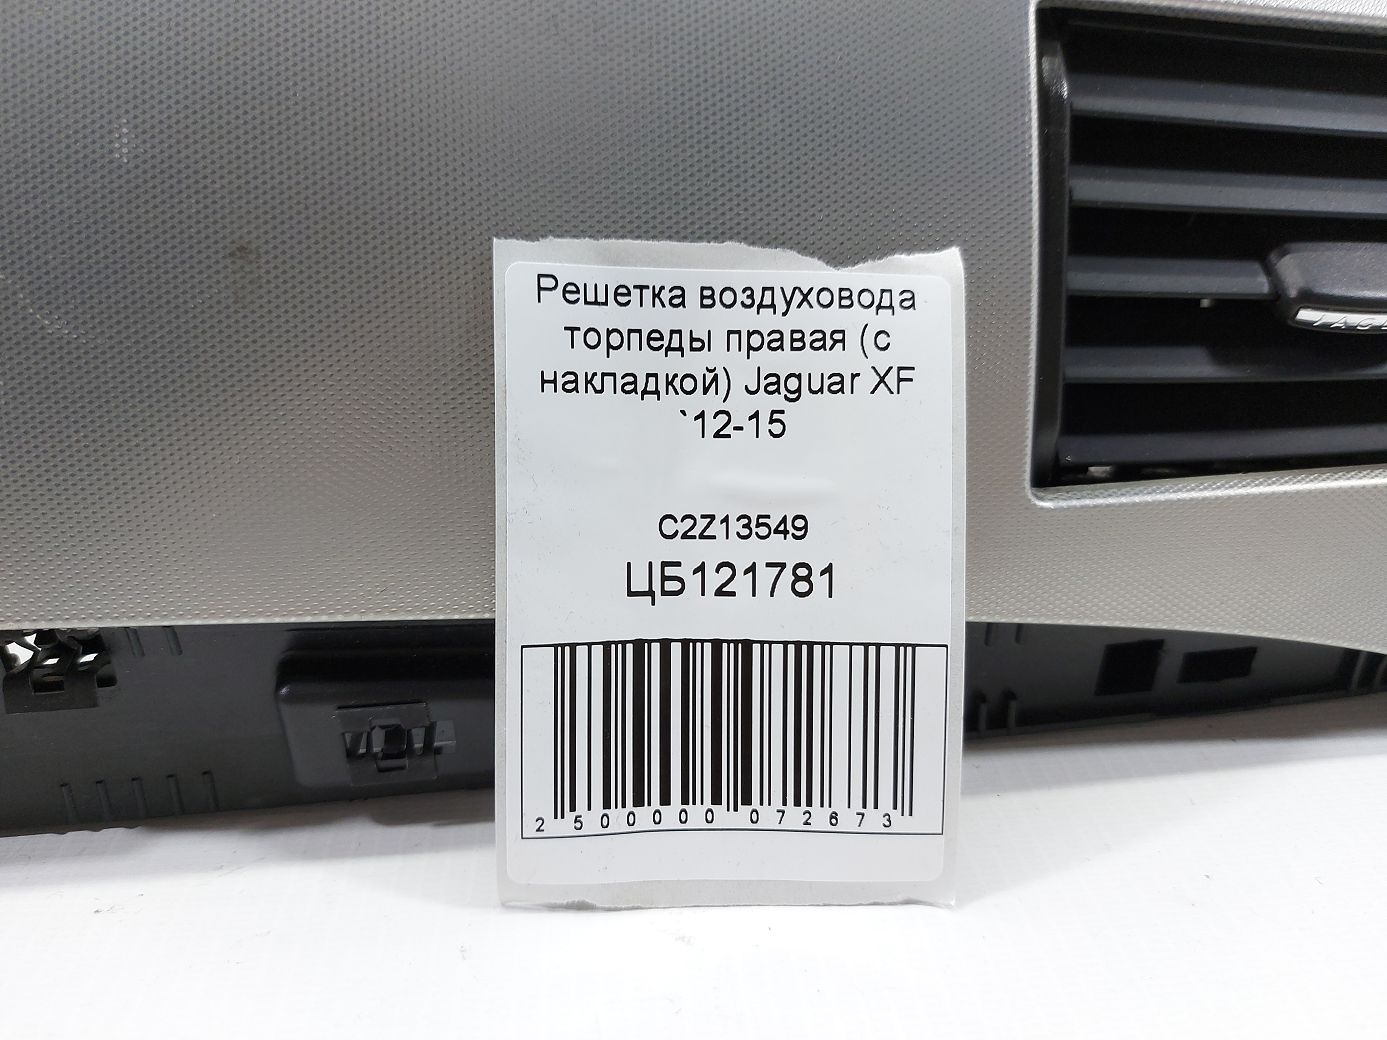 Решетка воздуховода
торпеды правая (с
накладкой) Jaguar XF
`12-15
C2Z13549
ЦБ121781
2 500000 072673